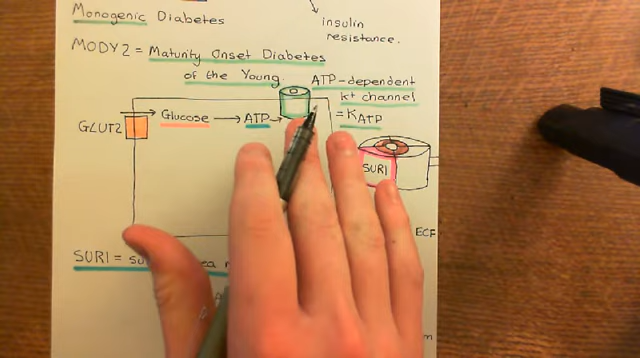 Monogenic Diabetes
insulin
resistance.
MODY2 = Maturity Onset Diabetes
of the Young.
ATP-dependent
K+ channel
= KATP
GLUT2
Glucose → ATP →
SUR1
ECF
SUR1 =